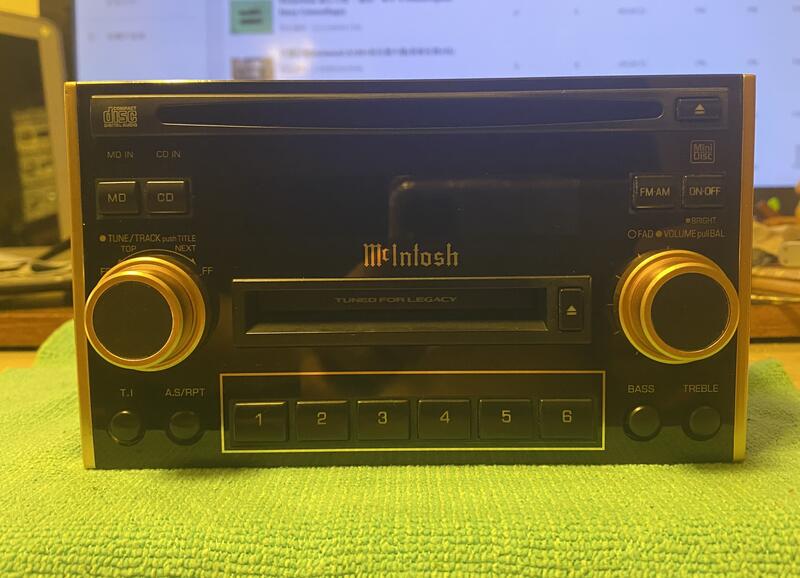 COMPACT
disc
DIGITAL AUDIO
MD IN CD IN
Mini
Disc
MD CD
FM·AM ON·OFF
BRIGHT
TUNE/TRACK push TITLE
FAD VOLUME pull BAL
TOP NEXT
FF
McIntosh
TUNED FOR LEGACY
T.I A.S/RPT
BASS TREBLE
1 2 3 4 5 6